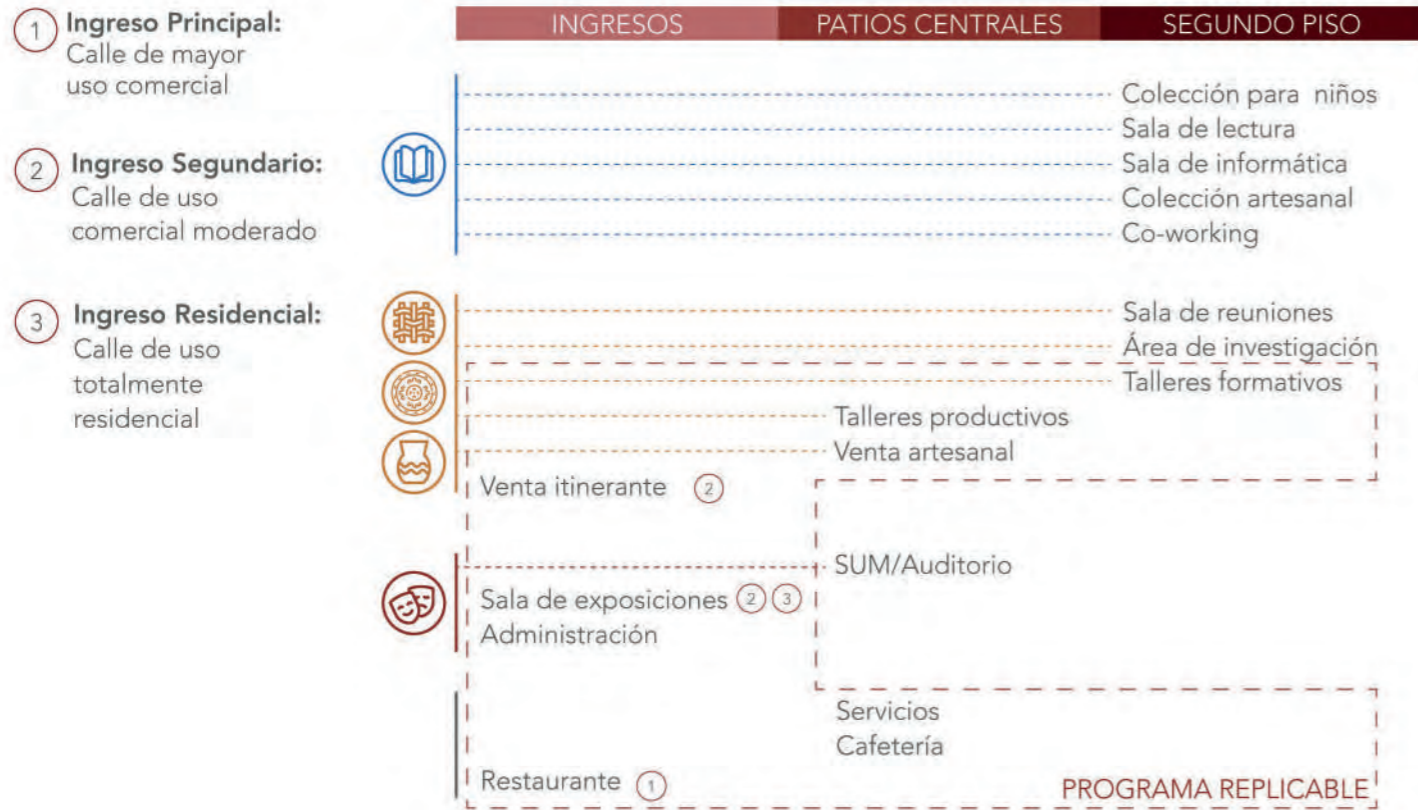 1 Ingreso Principal:
Calle de mayor
uso comercial
2 Ingreso Segundario:
Calle de uso
comercial moderado
3 Ingreso Residencial:
Calle de uso
totalmente
residencial
INGRESOS PATIOS CENTRALES SEGUNDO PISO
Colección para niños
Sala de lectura
Sala de informática
Colección artesanal
Co-working
Sala de reuniones
Área de investigación
Talleres formativos
Talleres productivos
Venta artesanal
Venta itinerante 2
SUM/Auditorio
Sala de exposiciones 2 3
Administración
Servicios
Cafetería
Restaurante 1
PROGRAMA REPLICABLE